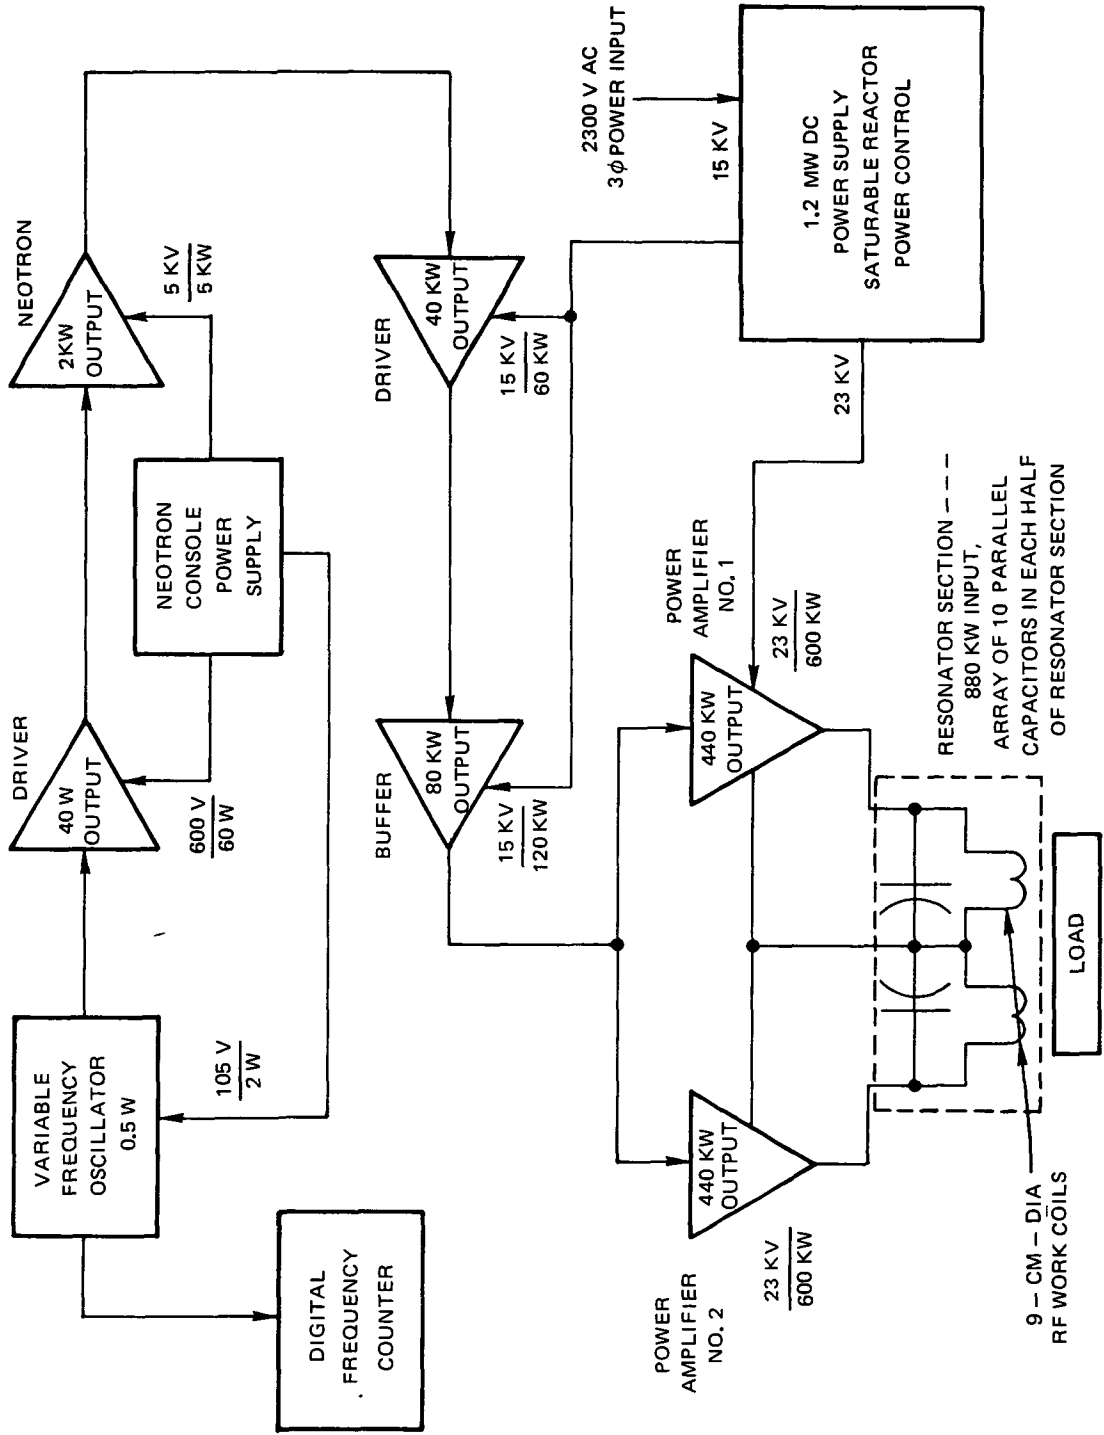 DIGITAL
FREQUENCY
COUNTER
VARIABLE
FREQUENCY
OSCILLATOR
0.5 W
105 V
2 W
DRIVER
40 W
OUTPUT
600 V
60 W
NEOTRON
CONSOLE
POWER
SUPPLY
NEOTRON
2KW
OUTPUT
5 KV
5 KW
DRIVER
40 KW
OUTPUT
15 KV
60 KW
BUFFER
80 KW
OUTPUT
15 KV
120 KW
2300 V AC
3ϕ POWER INPUT
15 KV
1.2 MW DC
POWER SUPPLY
SATURABLE REACTOR
POWER CONTROL
23 KV
POWER
AMPLIFIER
NO. 1
23 KV
600 KW
440 KW
OUTPUT
POWER
AMPLIFIER
NO. 2
23 KV
600 KW
440 KW
OUTPUT
RESONATOR SECTION – – –
880 KW INPUT,
ARRAY OF 10 PARALLEL
CAPACITORS IN EACH HALF
OF RESONATOR SECTION
9 – CM – DIA
RF WORK COILS
LOAD